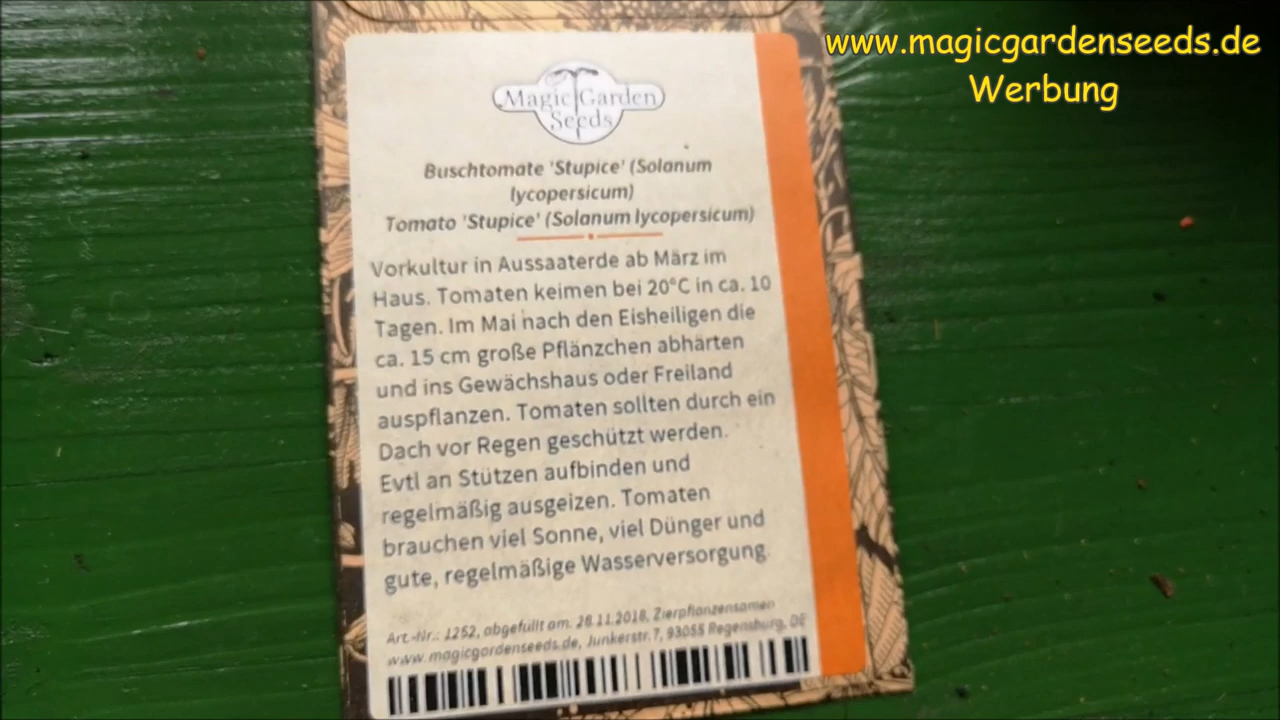 www.magicgardenseeds.de
Werbung
Magic Garden
Seeds
Buschtomate 'Stupice' (Solanum
lycopersicum)
Tomato 'Stupice' (Solanum lycopersicum)
Vorkultur in Aussaaterde ab März im
Haus. Tomaten keimen bei 20°C in ca. 10
Tagen. Im Mai nach den Eisheiligen die
ca. 15 cm große Pflänzchen abhärten
und ins Gewächshaus oder Freiland
auspflanzen. Tomaten sollten durch ein
Dach vor Regen geschützt werden.
Evtl an Stützen aufbinden und
regelmäßig ausgeizen. Tomaten
brauchen viel Sonne, viel Dünger und
gute, regelmäßige Wasserversorgung.
Art.-Nr.: 1252, abgefüllt am: 28.11.2018, Zierpflanzensamen
www.magicgardenseeds.de, Junkerstr.7, 93055 Regensburg, DE